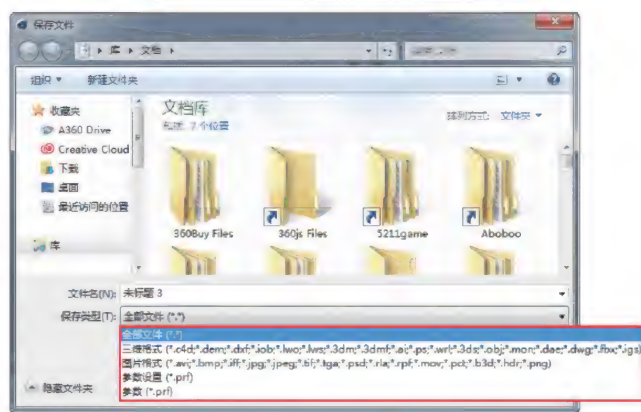 保存文件
库 ▸ 文档 ▸
组织 ▼ 新建文件夹
收藏夹
A360 Drive
Creative Cloud
下载
桌面
最近访问的位置
库
文档库
包括: 7 个位置
排列方式: 文件夹 ▼
360Buy Files
360js Files
5211game
Aboboo
文件名(N): 未标题 3
保存类型(T): 全部文件 (*.*)
全部文件 (*.*)
三维格式 (*.c4d;*.dem;*.dxf;*.iob;*.lwo;*.lws;*.3dm;*.3dmf;*.ai;*.ps;*.wrl;*.3ds;*.obj;*.mon;*.dae;*.dwg;*.fbx;*.igs)
图片格式 (*.avi;*.bmp;*.iff;*.jpg;*.jpeg;*.tif;*.tga;*.psd;*.rla;*.rpf;*.mov;*.pct;*.b3d;*.hdr;*.png)
参数设置 (*.prf)
参数 (*.prf)
隐藏文件夹